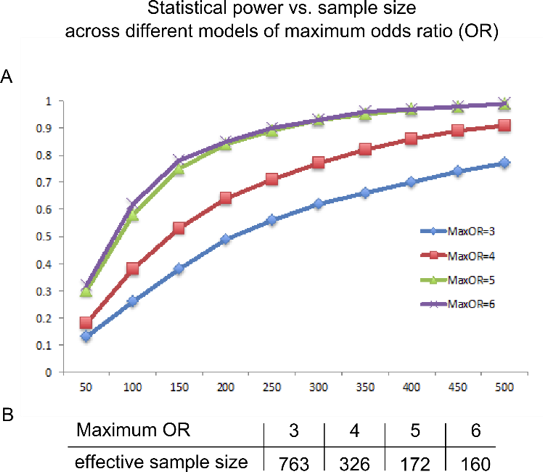 Statistical power vs. sample size
across different models of maximum odds ratio (OR)
A
1
0.9
0.8
0.7
0.6
0.5
0.4
0.3
0.2
0.1
0
MaxOR=3
MaxOR=4
MaxOR=5
MaxOR=6
50 100 150 200 250 300 350 400 450 500
B
Maximum OR 3 4 5 6
effective sample size 763 326 172 160